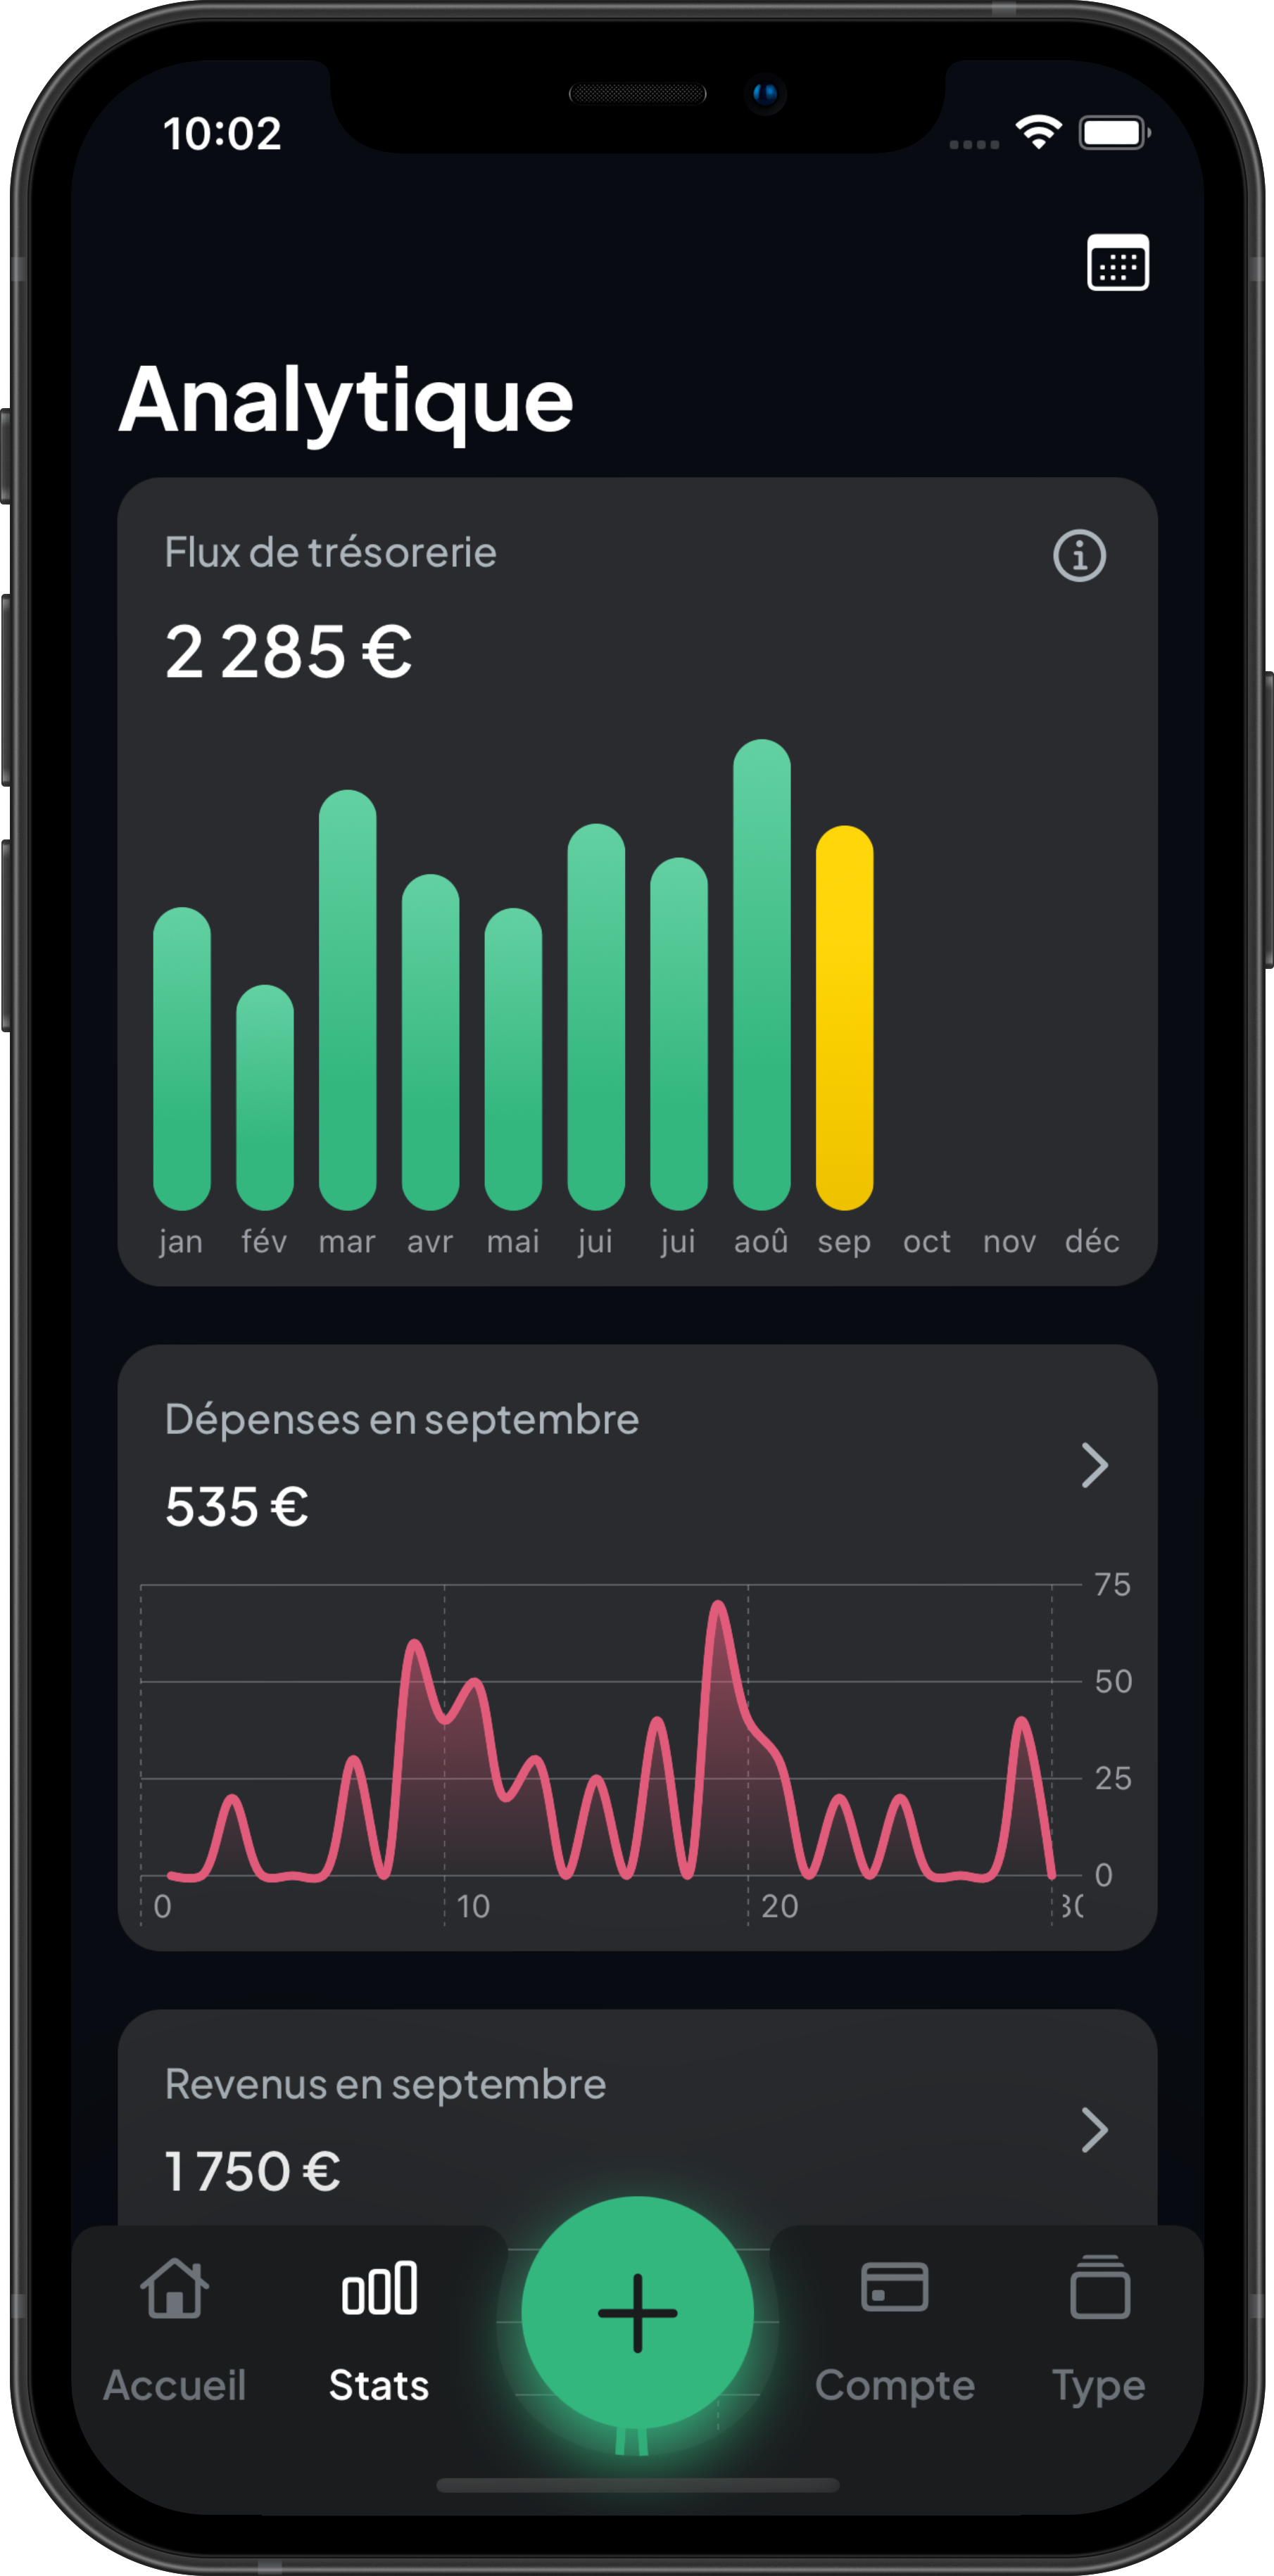 10:02
Analytique
Flux de trésorerie
2 285 €
jan fév mar avr mai jui jui aoû sep oct nov déc
Dépenses en septembre
535 €
75
50
25
0
0 10 20 30
Revenus en septembre
1 750 €
Accueil Stats Compte Type